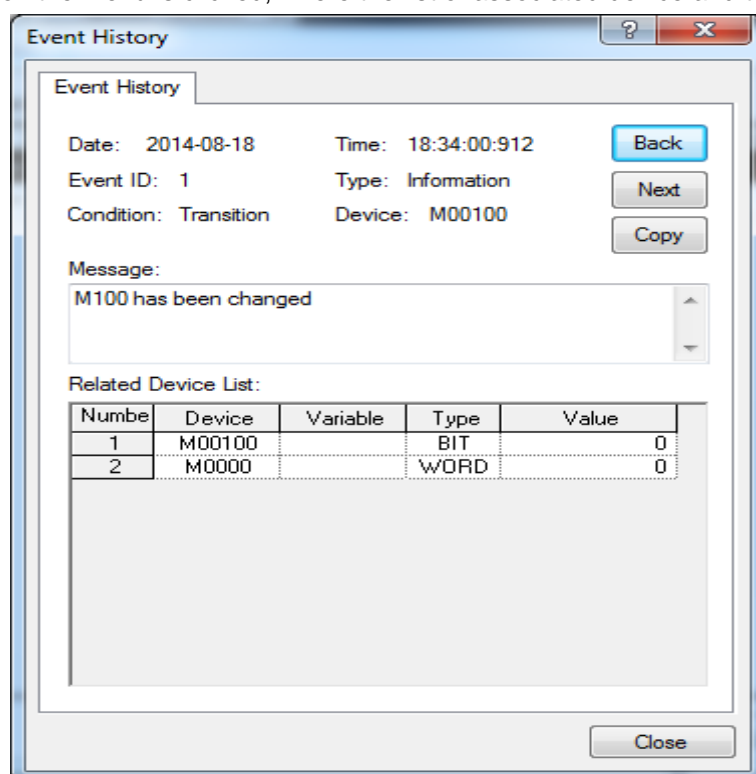 Event History
?
Event History
Date: 2014-08-18 Time: 18:34:00:912 Back
Event ID: 1 Type: Information Next
Condition: Transition Device: M00100
Copy
Message:
M100 has been changed
Related Device List:
Numbe Device Variable Type Value
1 M00100 BIT 0
2 M0000 WORD 0
Close